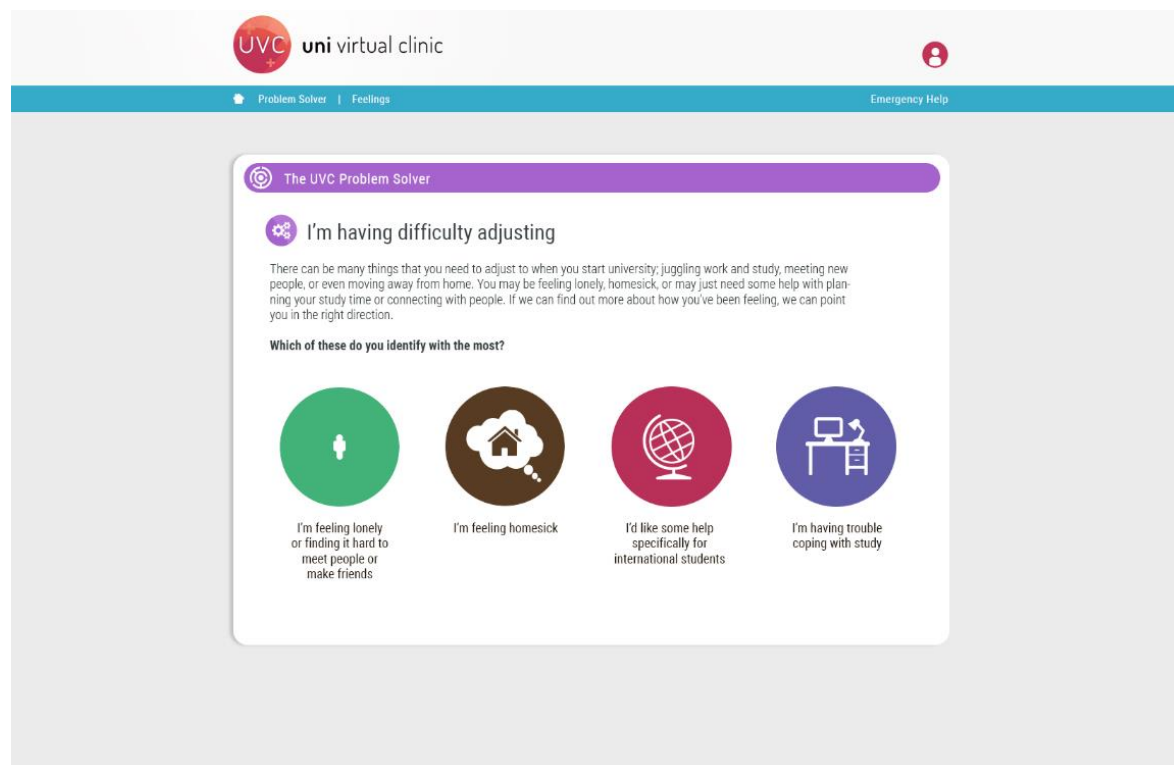 UVC uni virtual clinic
Problem Solver | Feelings
Emergency Help
The UVC Problem Solver
I'm having difficulty adjusting
There can be many things that you need to adjust to when you start university; juggling work and study, meeting new
people, or even moving away from home. You may be feeling lonely, homesick, or may just need some help with plan-
ning your study time or connecting with people. If we can find out more about how you've been feeling, we can point
you in the right direction.
Which of these do you identify with the most?
I'm feeling lonely
or finding it hard to
meet people or
make friends
I'm feeling homesick
I'd like some help
specifically for
international students
I'm having trouble
coping with study